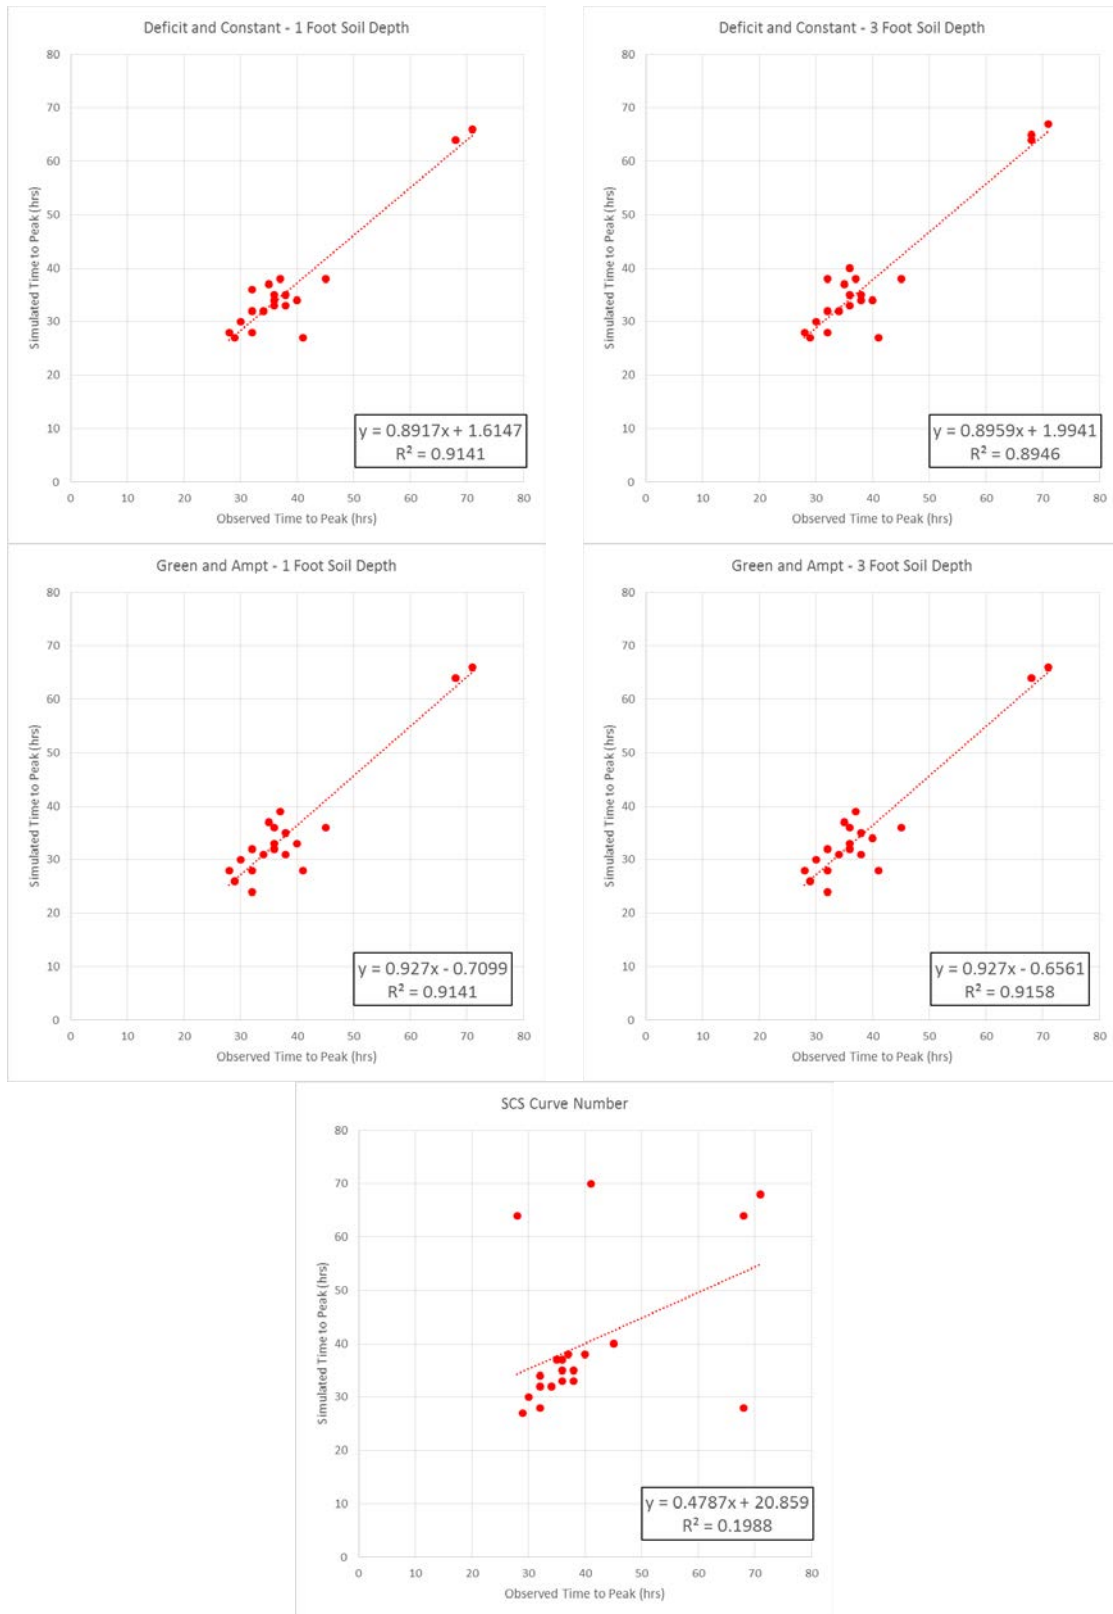 Deficit and Constant - 1 Foot Soil Depth
80
70
60
50
40
30
20
10
0
Simulated Time to Peak (hrs)
y = 0.8917x + 1.6147
R² = 0.9141
0 10 20 30 40 50 60 70 80
Observed Time to Peak (hrs)
Deficit and Constant - 3 Foot Soil Depth
80
70
60
50
40
30
20
10
0
Simulated Time to Peak (hrs)
y = 0.8959x + 1.9941
R² = 0.8946
0 10 20 30 40 50 60 70 80
Observed Time to Peak (hrs)
Green and Ampt - 1 Foot Soil Depth
80
70
60
50
40
30
20
10
0
Simulated Time to Peak (hrs)
y = 0.927x - 0.7099
R² = 0.9141
0 10 20 30 40 50 60 70 80
Observed Time to Peak (hrs)
Green and Ampt - 3 Foot Soil Depth
80
70
60
50
40
30
20
10
0
Simulated Time to Peak (hrs)
y = 0.927x - 0.6561
R² = 0.9158
0 10 20 30 40 50 60 70 80
Observed Time to Peak (hrs)
SCS Curve Number
80
70
60
50
40
30
20
10
0
Simulated Time to Peak (hrs)
y = 0.4787x + 20.859
R² = 0.1988
0 10 20 30 40 50 60 70 80
Observed Time to Peak (hrs)